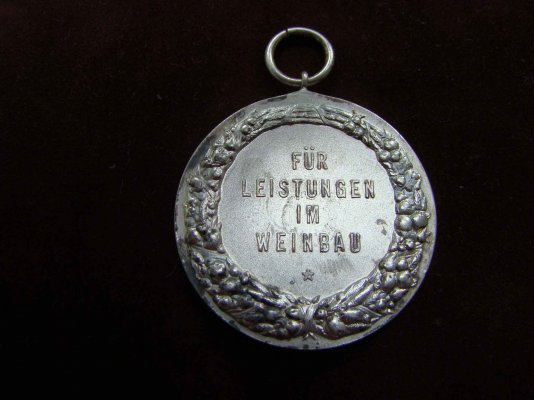 FÜR
LEISTUNGEN
IM
WEINBAU